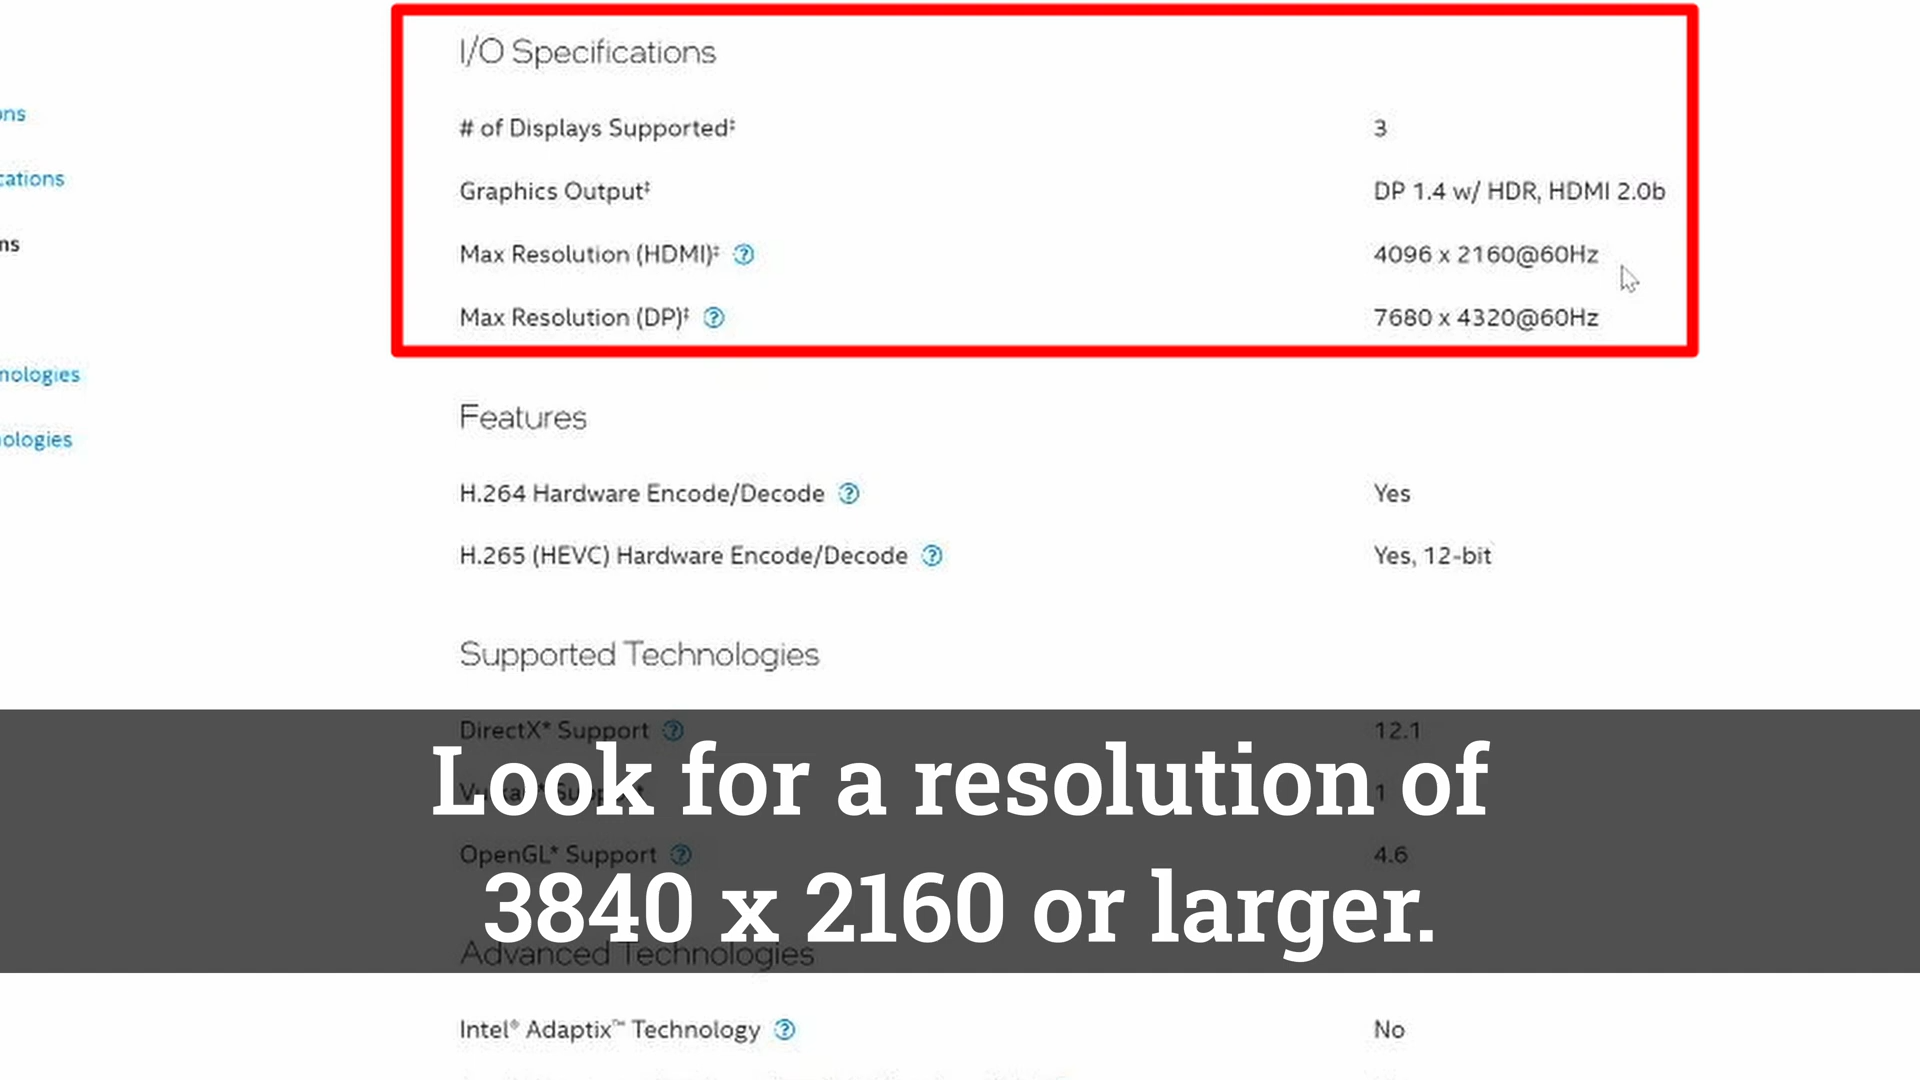 I/O Specifications
ons
# of Displays Supported‡ 3
cations
Graphics Output‡ DP 1.4 w/ HDR, HDMI 2.0b
ns
Max Resolution (HDMI)‡ 4096 x 2160@60Hz
Max Resolution (DP)‡ 7680 x 4320@60Hz
nologies
Features
ologies
H.264 Hardware Encode/Decode Yes
H.265 (HEVC) Hardware Encode/Decode Yes, 12-bit
Supported Technologies
DirectX* Support 12.1
Look for a resolution of
OpenGL* Support 4.6
3840 x 2160 or larger.
Advanced Technologies
Intel® Adaptix™ Technology No